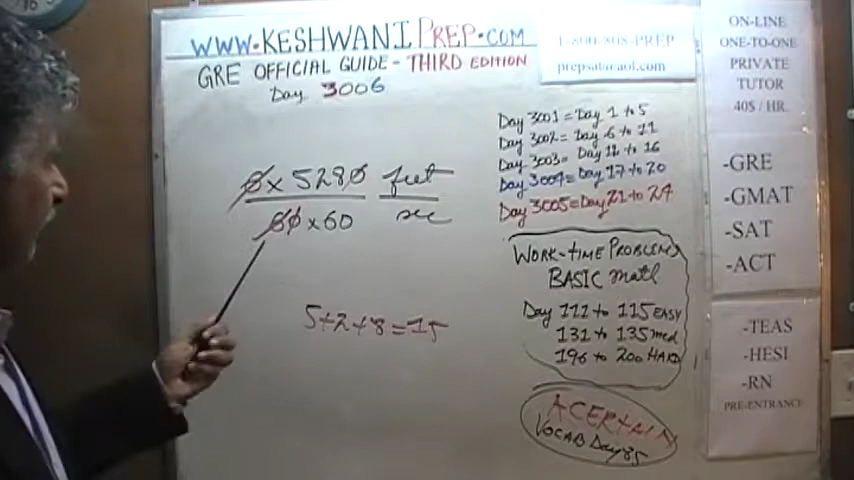 WWW.KESHWANIPREP.COM
GRE OFFICIAL GUIDE - THIRD EDITION
Day 3006
1-800-808-PREP
prepsat@aol.com
ON-LINE
ONE-TO-ONE
PRIVATE
TUTOR
40$ / HR.
-GRE
-GMAT
-SAT
-ACT
-TEAS
-HESI
-RN
PRE-ENTRANCE
Day 3001 = Day 1 to 5
Day 3002 = Day 6 to 11
Day 3003 = Day 12 to 16
Day 3004 = Day 17 to 20
Day 3005 = Day 21 to 24
x 5280 feet
60 x 60 sec
5+2+8=15
WORK-TIME PROBLEMS
BASIC Math
Day 111 to 115 EASY
131 to 135 med
196 to 200 HARD
ACERTAIN
VOCAB Day 85